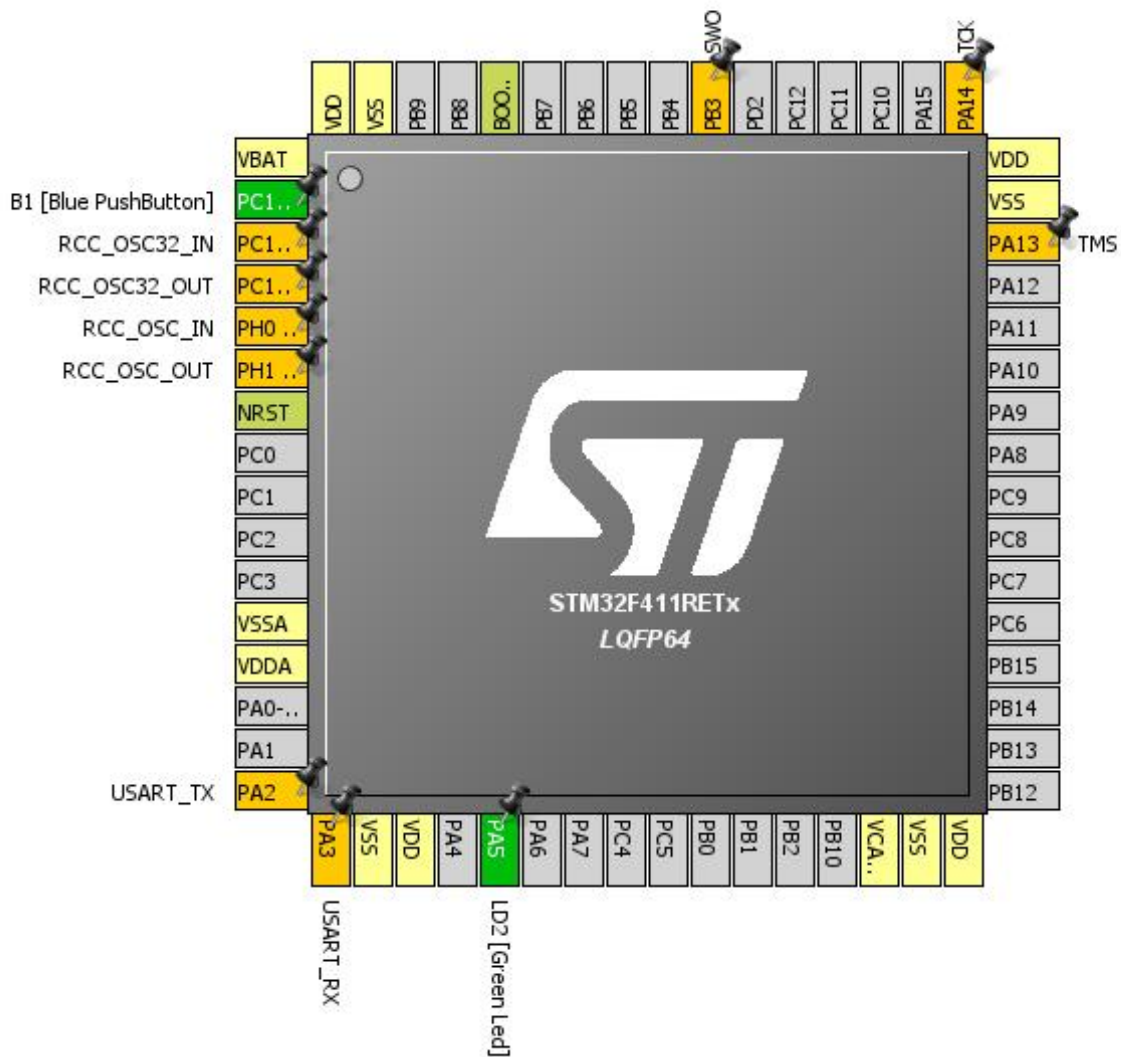 SWO
TCK
VDD
VSS
PB9
PB8
BOO..
PB7
PB6
PB5
PB4
PB3
PD2
PC12
PC11
PC10
PA15
PA14
VBAT
B1 [Blue PushButton] PC1..
RCC_OSC32_IN PC1..
RCC_OSC32_OUT PC1..
RCC_OSC_IN PH0 ..
RCC_OSC_OUT PH1 ..
NRST
PC0
PC1
PC2
PC3
VSSA
VDDA
PA0-..
PA1
USART_TX PA2
ST
STM32F411RETx
LQFP64
VDD
VSS
PA13 TMS
PA12
PA11
PA10
PA9
PA8
PC9
PC8
PC7
PC6
PB15
PB14
PB13
PB12
PA3
VSS
VDD
PA4
PA5
PA6
PA7
PC4
PC5
PB0
PB1
PB2
PB10
VCA..
VSS
VDD
USART_RX
LD2 [Green Led]